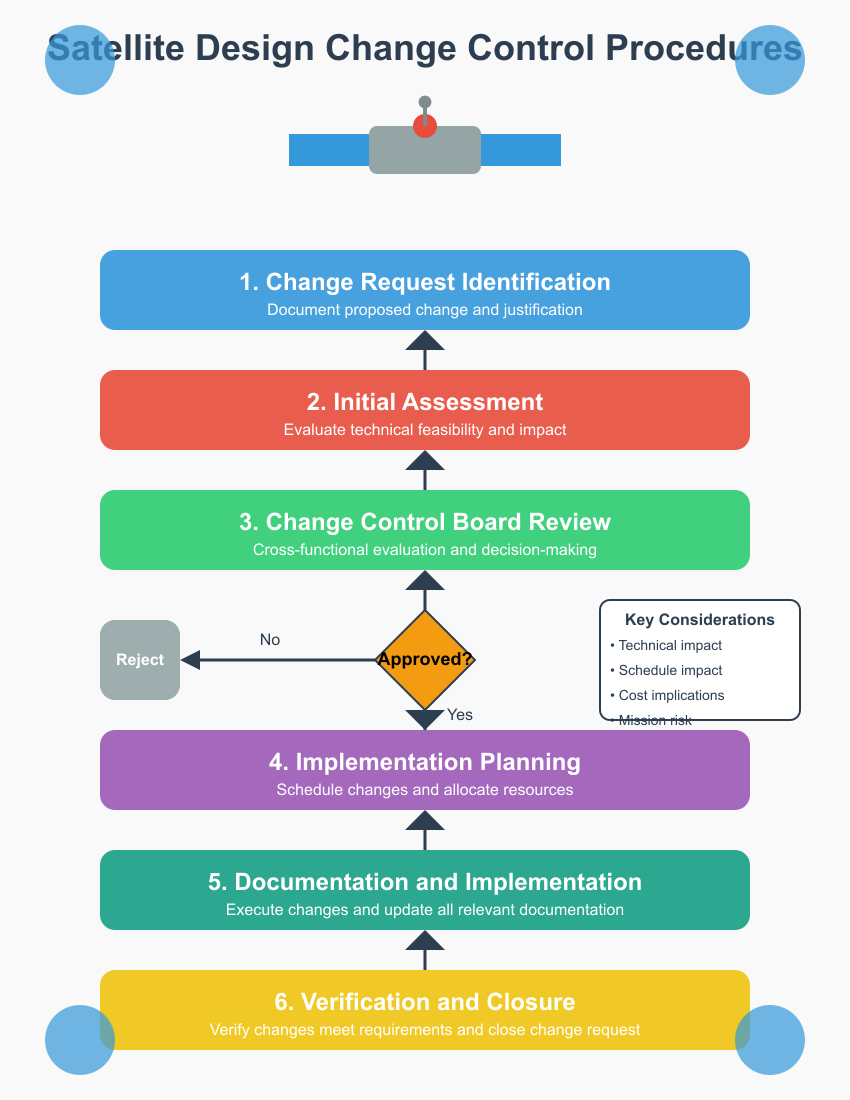 Satellite Design Change Control Procedures
1. Change Request Identification
Document proposed change and justification
2. Initial Assessment
Evaluate technical feasibility and impact
3. Change Control Board Review
Cross-functional evaluation and decision-making
Key Considerations
• Technical impact
• Schedule impact
• Cost implications
• Mission risk
No
Reject
Approved?
Yes
4. Implementation Planning
Schedule changes and allocate resources
5. Documentation and Implementation
Execute changes and update all relevant documentation
6. Verification and Closure
Verify changes meet requirements and close change request